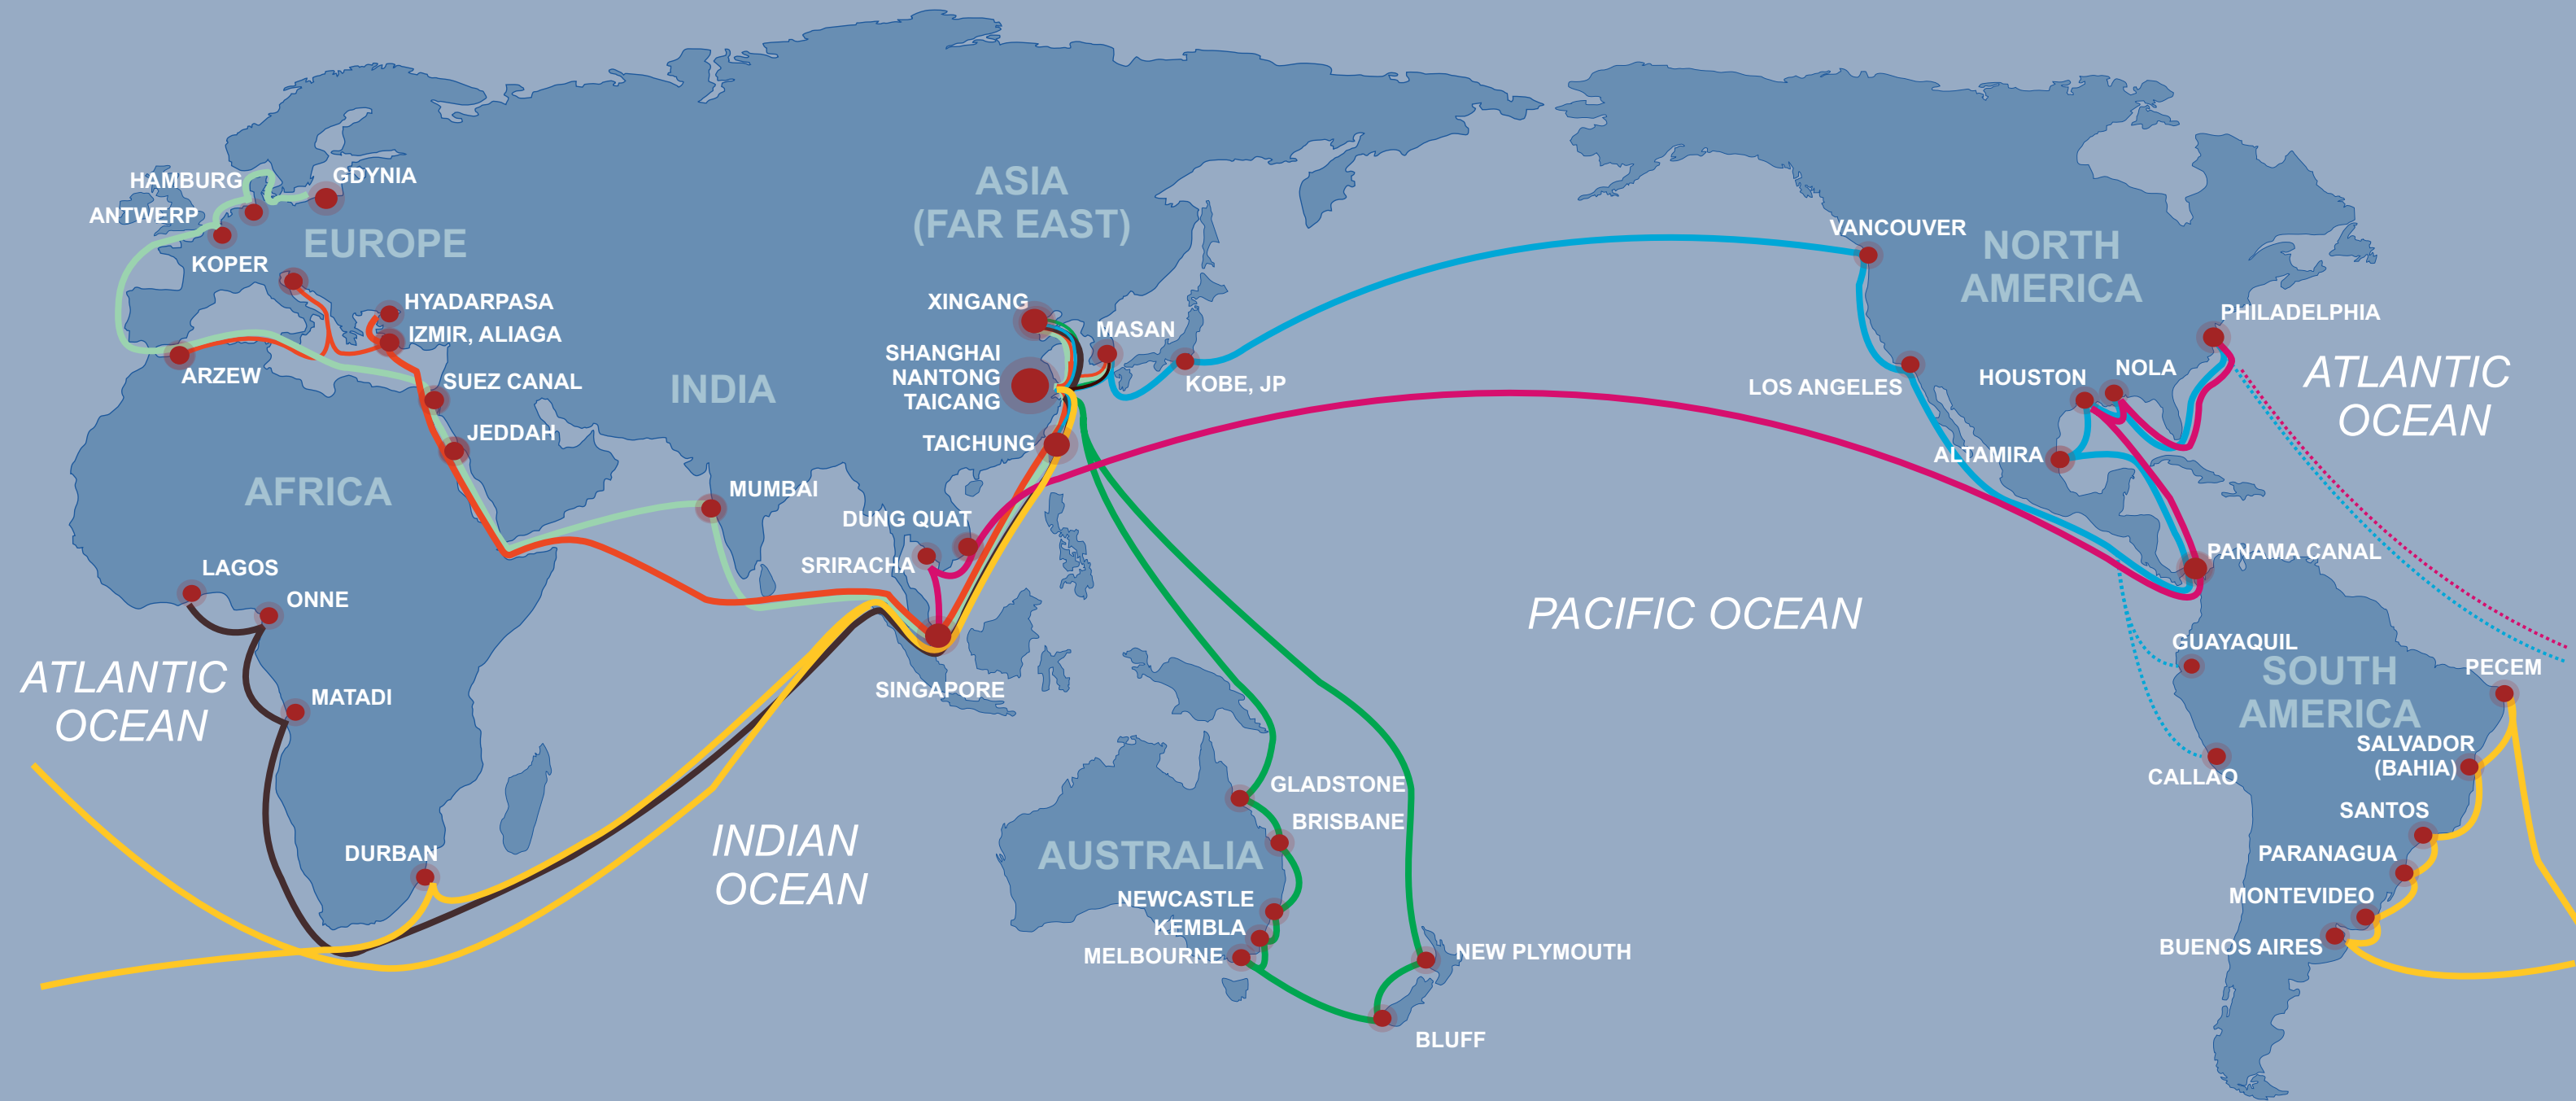 HAMBURG
GDYNIA
ANTWERP
EUROPE
KOPER
HYADARPASA
IZMIR, ALIAGA
ARZEW
SUEZ CANAL
JEDDAH
AFRICA
LAGOS
ONNE
MATADI
DURBAN
ATLANTIC
OCEAN
INDIA
MUMBAI
INDIAN
OCEAN
ASIA
(FAR EAST)
XINGANG
MASAN
SHANGHAI
NANTONG
TAICANG
KOBE, JP
TAICHUNG
DUNG QUAT
SRIRACHA
SINGAPORE
AUSTRALIA
GLADSTONE
BRISBANE
NEWCASTLE
KEMBLA
MELBOURNE
NEW PLYMOUTH
BLUFF
PACIFIC OCEAN
VANCOUVER
NORTH
AMERICA
LOS ANGELES
PHILADELPHIA
HOUSTON
NOLA
ALTAMIRA
ATLANTIC
OCEAN
PANAMA CANAL
GUAYAQUIL
SOUTH
AMERICA
PECEM
CALLAO
SALVADOR
(BAHIA)
SANTOS
PARANAGUA
MONTEVIDEO
BUENOS AIRES